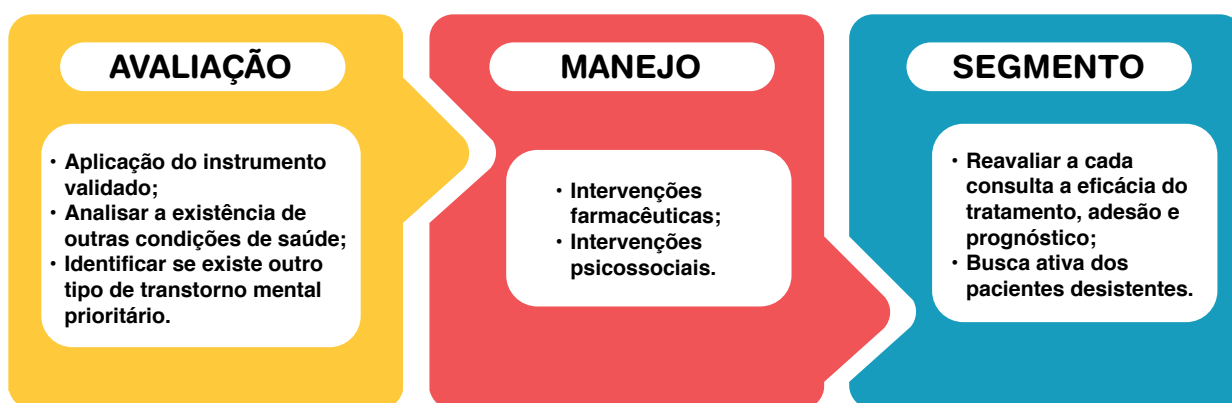 AVALIAÇÃO
• Aplicação do instrumento
validado;
• Analisar a existência de
outras condições de saúde;
• Identificar se existe outro
tipo de transtorno mental
prioritário.
MANEJO
• Intervenções
farmacêuticas;
• Intervenções
psicossociais.
SEGMENTO
• Reavaliar a cada
consulta a eficácia do
tratamento, adesão e
prognóstico;
• Busca ativa dos
pacientes desistentes.